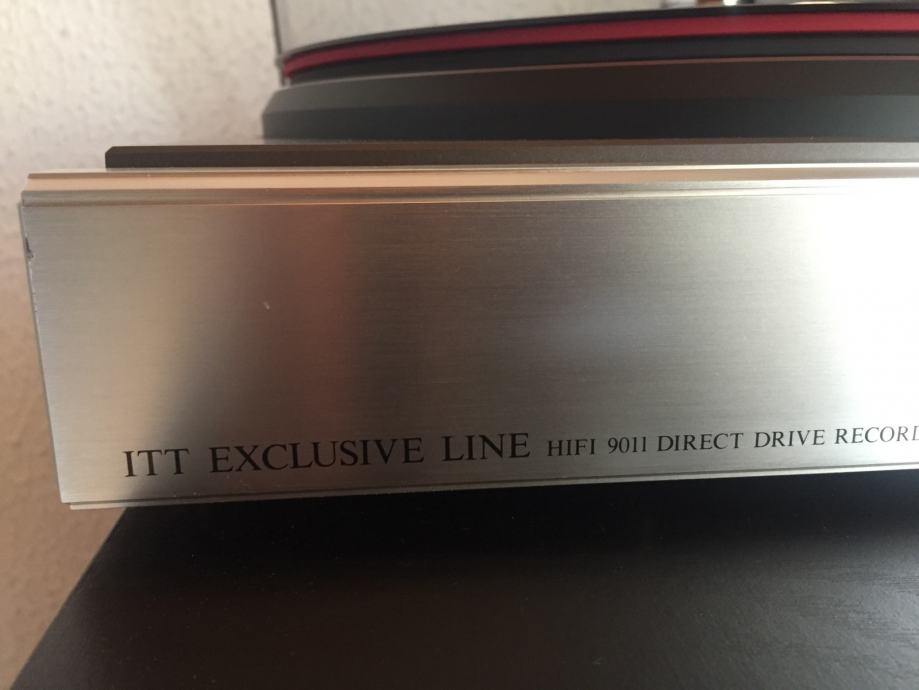 ITT EXCLUSIVE LINE HIFI 9011 DIRECT DRIVE RECORD